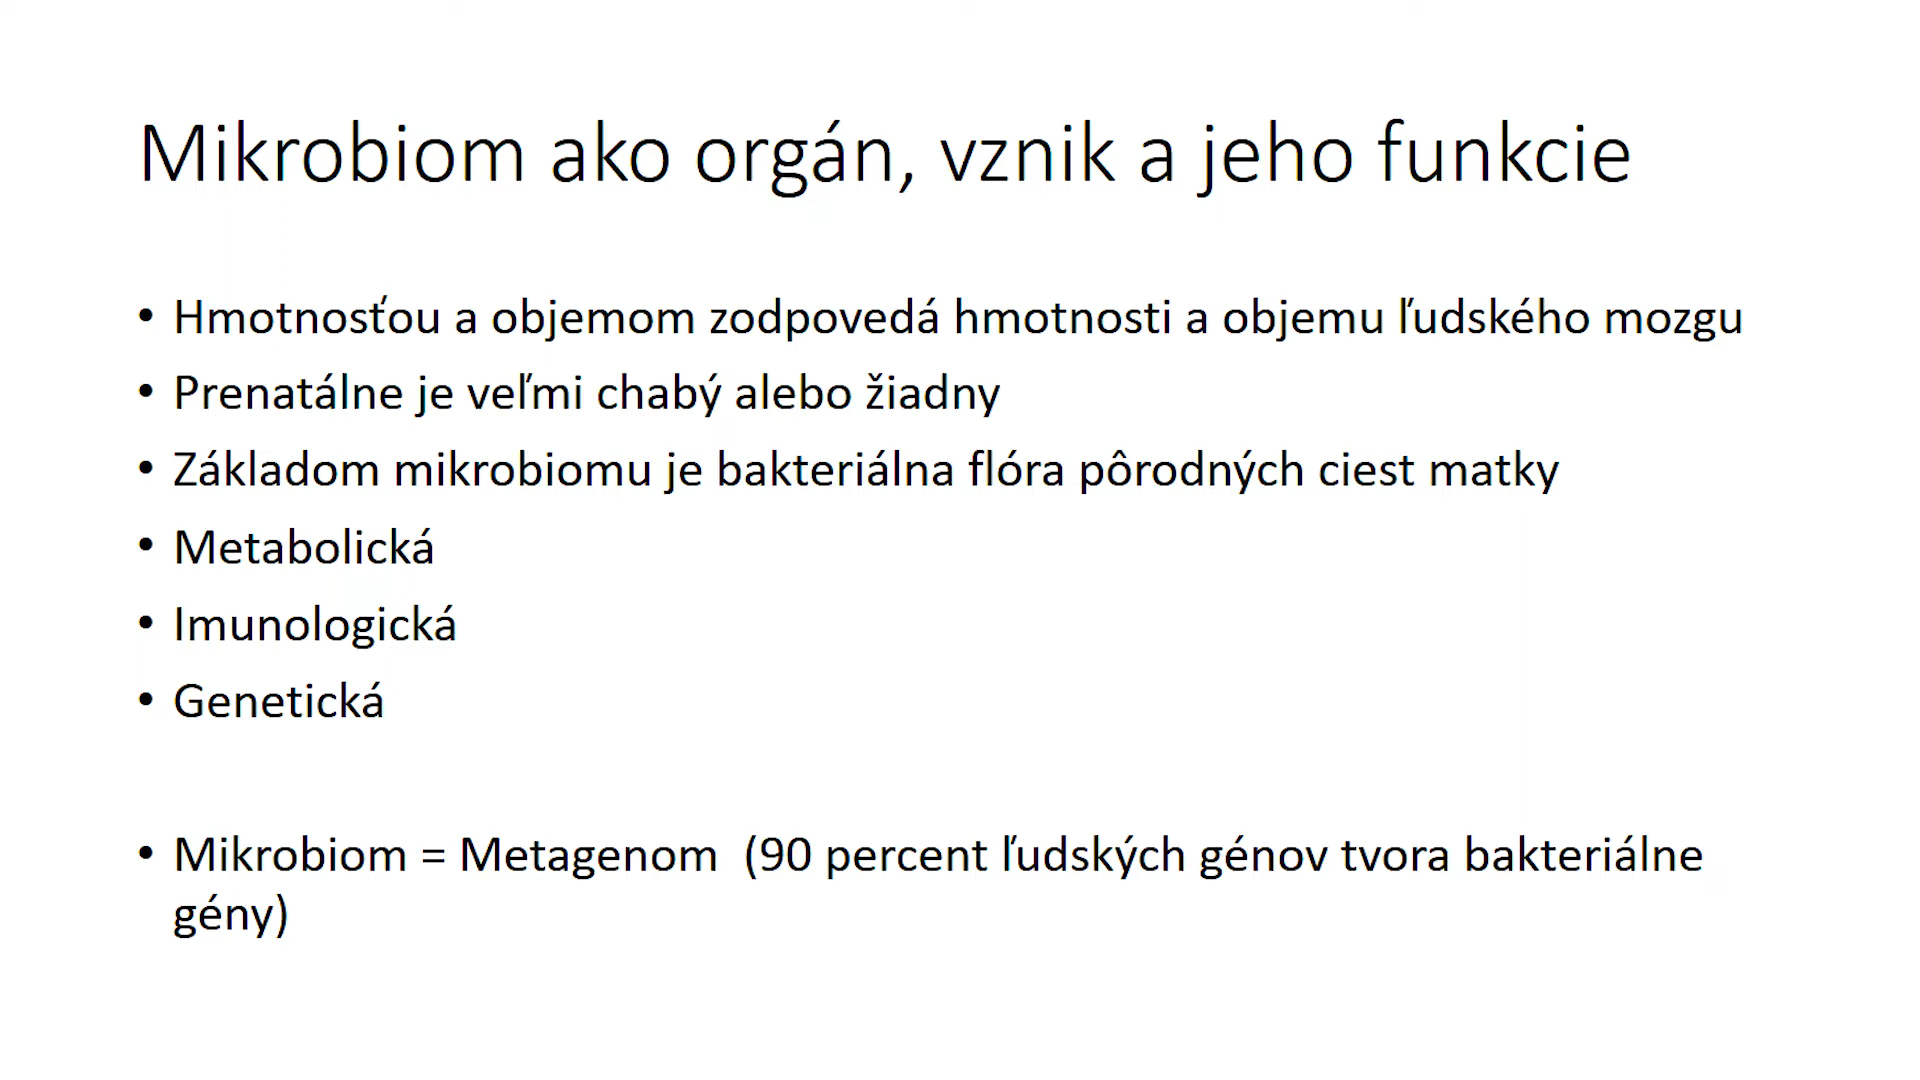 Mikrobiom ako orgán, vznik a jeho funkcie
• Hmotnosťou a objemom zodpovedá hmotnosti a objemu ľudského mozgu
• Prenatálne je veľmi chabý alebo žiadny
• Základom mikrobiomu je bakteriálna flóra pôrodných ciest matky
• Metabolická
• Imunologická
• Genetická
• Mikrobiom = Metagenom  (90 percent ľudských génov tvora bakteriálne
gény)